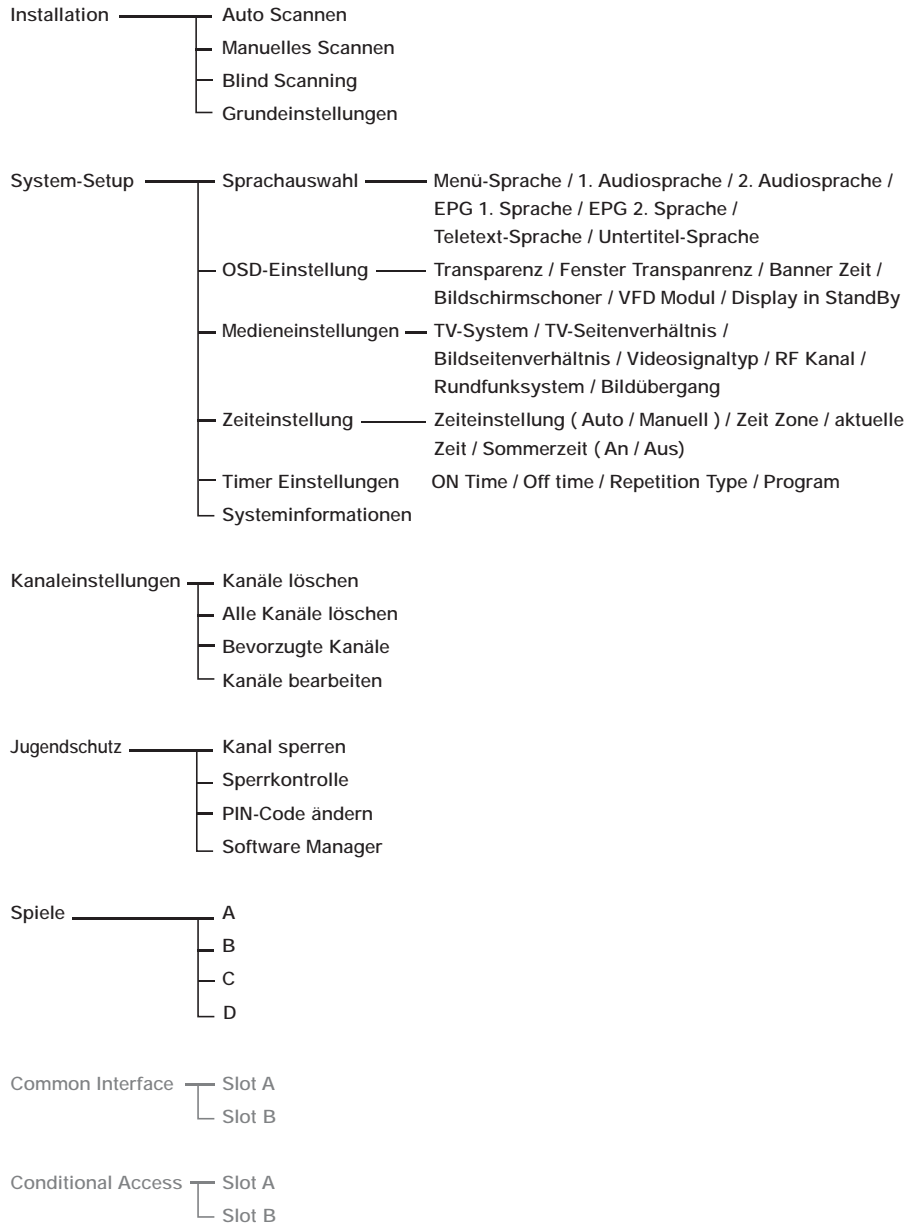 Installation Auto Scannen
Manuelles Scannen
Blind Scanning
Grundeinstellungen
System-Setup Sprachauswahl Menü-Sprache / 1. Audiosprache / 2. Audiosprache /
EPG 1. Sprache / EPG 2. Sprache /
Teletext-Sprache / Untertitel-Sprache
OSD-Einstellung Transparenz / Fenster Transpanrenz / Banner Zeit /
Bildschirmschoner / VFD Modul / Display in StandBy
Medieneinstellungen TV-System / TV-Seitenverhältnis /
Bildseitenverhältnis / Videosignaltyp / RF Kanal /
Rundfunksystem / Bildübergang
Zeiteinstellung Zeiteinstellung ( Auto / Manuell ) / Zeit Zone / aktuelle
Zeit / Sommerzeit ( An / Aus)
Timer Einstellungen ON Time / Off time / Repetition Type / Program
Systeminformationen
Kanaleinstellungen Kanäle löschen
Alle Kanäle löschen
Bevorzugte Kanäle
Kanäle bearbeiten
Jugendschutz Kanal sperren
Sperrkontrolle
PIN-Code ändern
Software Manager
Spiele A
B
C
D
Common Interface Slot A
Slot B
Conditional Access Slot A
Slot B